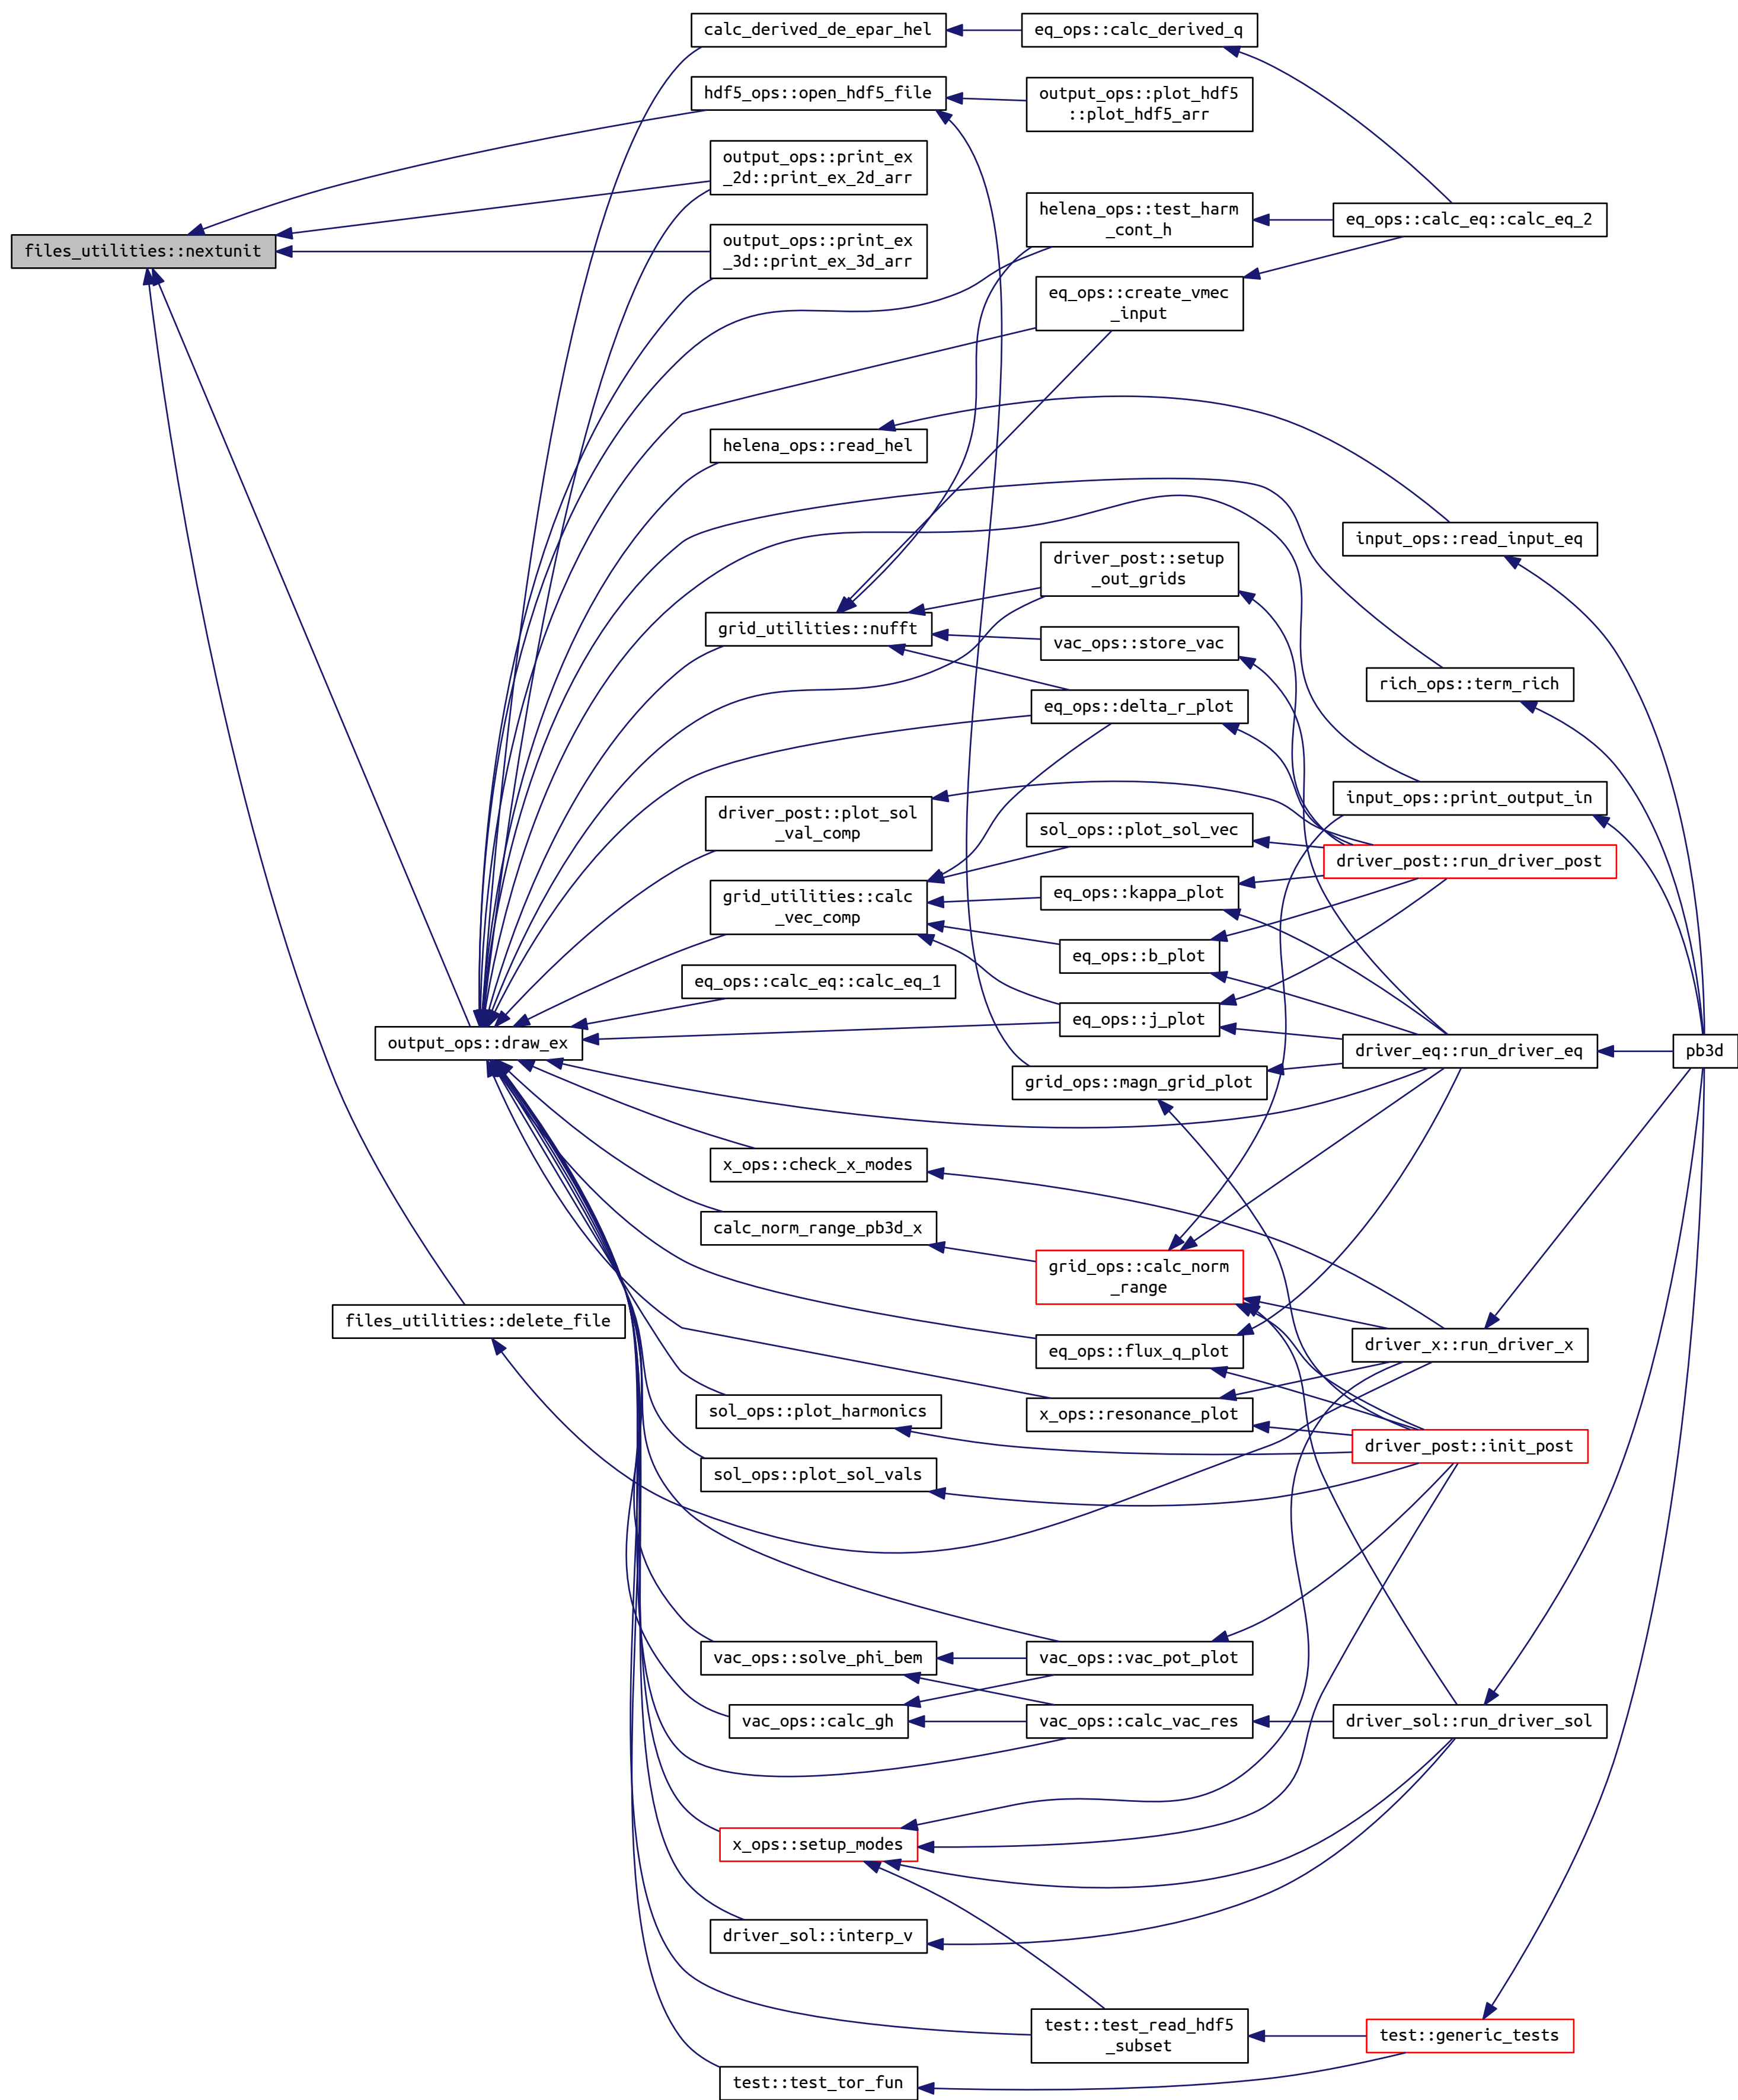 calc_derived_de_epar_hel
eq_ops::calc_derived_q
hdf5_ops::open_hdf5_file
output_ops::plot_hdf5
::plot_hdf5_arr
output_ops::print_ex
_2d::print_ex_2d_arr
helena_ops::test_harm
_cont_h
eq_ops::calc_eq::calc_eq_2
files_utilities::nextunit
output_ops::print_ex
_3d::print_ex_3d_arr
eq_ops::create_vmec
_input
helena_ops::read_hel
input_ops::read_input_eq
driver_post::setup
_out_grids
grid_utilities::nufft
vac_ops::store_vac
rich_ops::term_rich
eq_ops::delta_r_plot
input_ops::print_output_in
driver_post::plot_sol
_val_comp
sol_ops::plot_sol_vec
driver_post::run_driver_post
grid_utilities::calc
_vec_comp
eq_ops::kappa_plot
eq_ops::b_plot
eq_ops::calc_eq::calc_eq_1
eq_ops::j_plot
output_ops::draw_ex
driver_eq::run_driver_eq
pb3d
grid_ops::magn_grid_plot
x_ops::check_x_modes
calc_norm_range_pb3d_x
grid_ops::calc_norm
_range
files_utilities::delete_file
eq_ops::flux_q_plot
driver_x::run_driver_x
sol_ops::plot_harmonics
x_ops::resonance_plot
driver_post::init_post
sol_ops::plot_sol_vals
vac_ops::solve_phi_bem
vac_ops::vac_pot_plot
vac_ops::calc_gh
vac_ops::calc_vac_res
driver_sol::run_driver_sol
x_ops::setup_modes
driver_sol::interp_v
test::test_read_hdf5
_subset
test::generic_tests
test::test_tor_fun